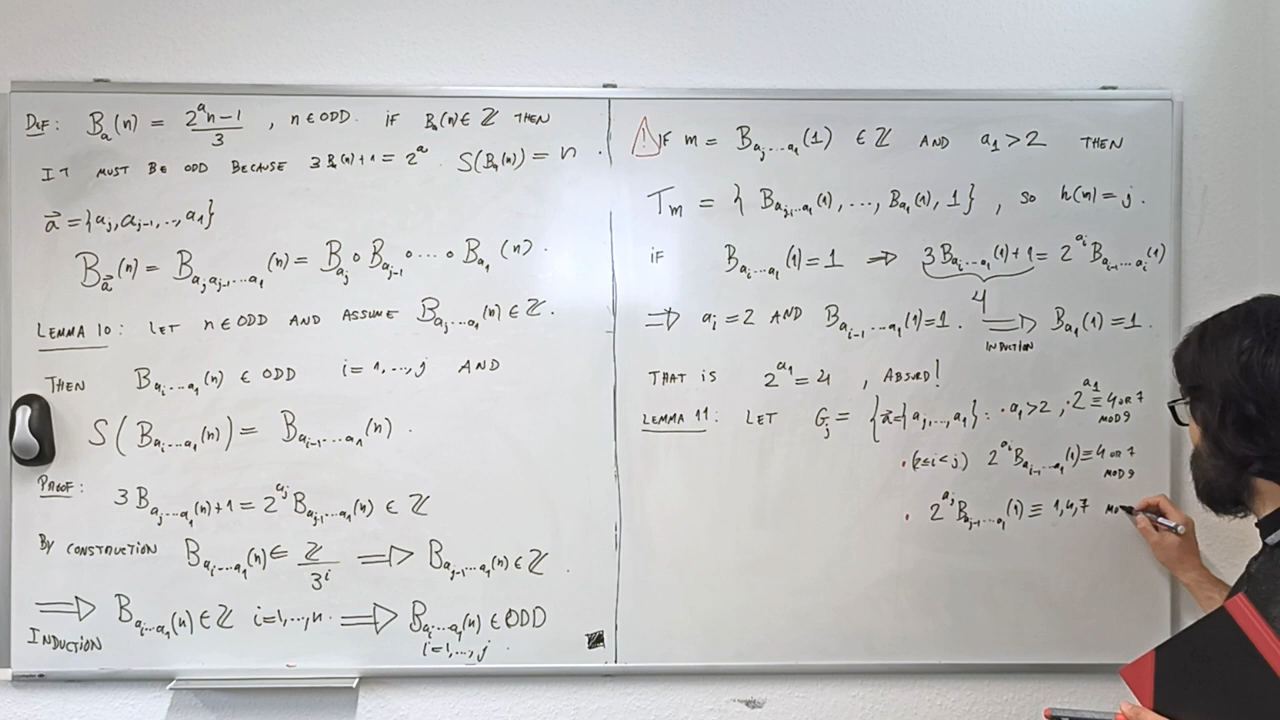 DEF: B_a(n) = (2^a n-1)/3 , n ∈ ODD. IF B_a(n) ∈ ℤ THEN
IT MUST BE ODD BECAUSE 3B_a(n)+1 = 2^a . S(B_a(n)) = n .
a⃗ = {a_j, a_{j-1}, .., a_1}
B_a⃗(n) = B_{a_j a_{j-1} ... a_1}(n) = B_{a_j} ∘ B_{a_{j-1}} ∘ ... ∘ B_{a_1}(n) .
LEMMA 10: LET n ∈ ODD AND ASSUME B_{a_j ... a_1}(n) ∈ ℤ.
THEN B_{a_i ... a_1}(n) ∈ ODD i = 1, .., j AND
S(B_{a_i ... a_1}(n)) = B_{a_{i-1} ... a_1}(n) .
PROOF: 3B_{a_j ... a_1}(n)+1 = 2^{a_j} B_{a_{j-1} ... a_1}(n) ∈ ℤ
BY CONSTRUCTION B_{a_i ... a_1}(n) ∈ ℤ/3^i ⟹ B_{a_{j-1} ... a_1}(n) ∈ ℤ .
⟹ B_{a_i ... a_1}(n) ∈ ℤ i=1,...,n. ⟹ B_{a_i ... a_1}(n) ∈ ODD
INDUCTION i=1,...,j .
! IF m = B_{a_j ... a_1}(1) ∈ ℤ AND a_1 > 2 THEN
T_m = { B_{a_{j-1} ... a_1}(1), ..., B_{a_1}(1), 1 } , SO h(n) = j .
IF B_{a_i ... a_1}(1) = 1 ⟹ 3B_{a_i ... a_1}(1) + 1 = 2^{a_i} B_{a_{i-1} ... a_1}(1)
4
⟹ a_i = 2 AND B_{a_{i-1} ... a_1}(1) = 1 . ⟹ B_{a_1}(1) = 1 .
INDUCTION
THAT IS 2^{a_1} = 4 , ABSURD!
LEMMA 11: LET G_j = { a⃗ = {a_j, ..., a_1} : • a_1 > 2 , • 2^{a_1} ≡ 4 OR 7
MOD 9
• (2≤i<j) 2^{a_i} B_{a_{i-1} ... a_1}(1) ≡ 4 OR 7
MOD 9
• 2^{a_j} B_{a_{j-1} ... a_1}(1) ≡ 1,4,7 MO